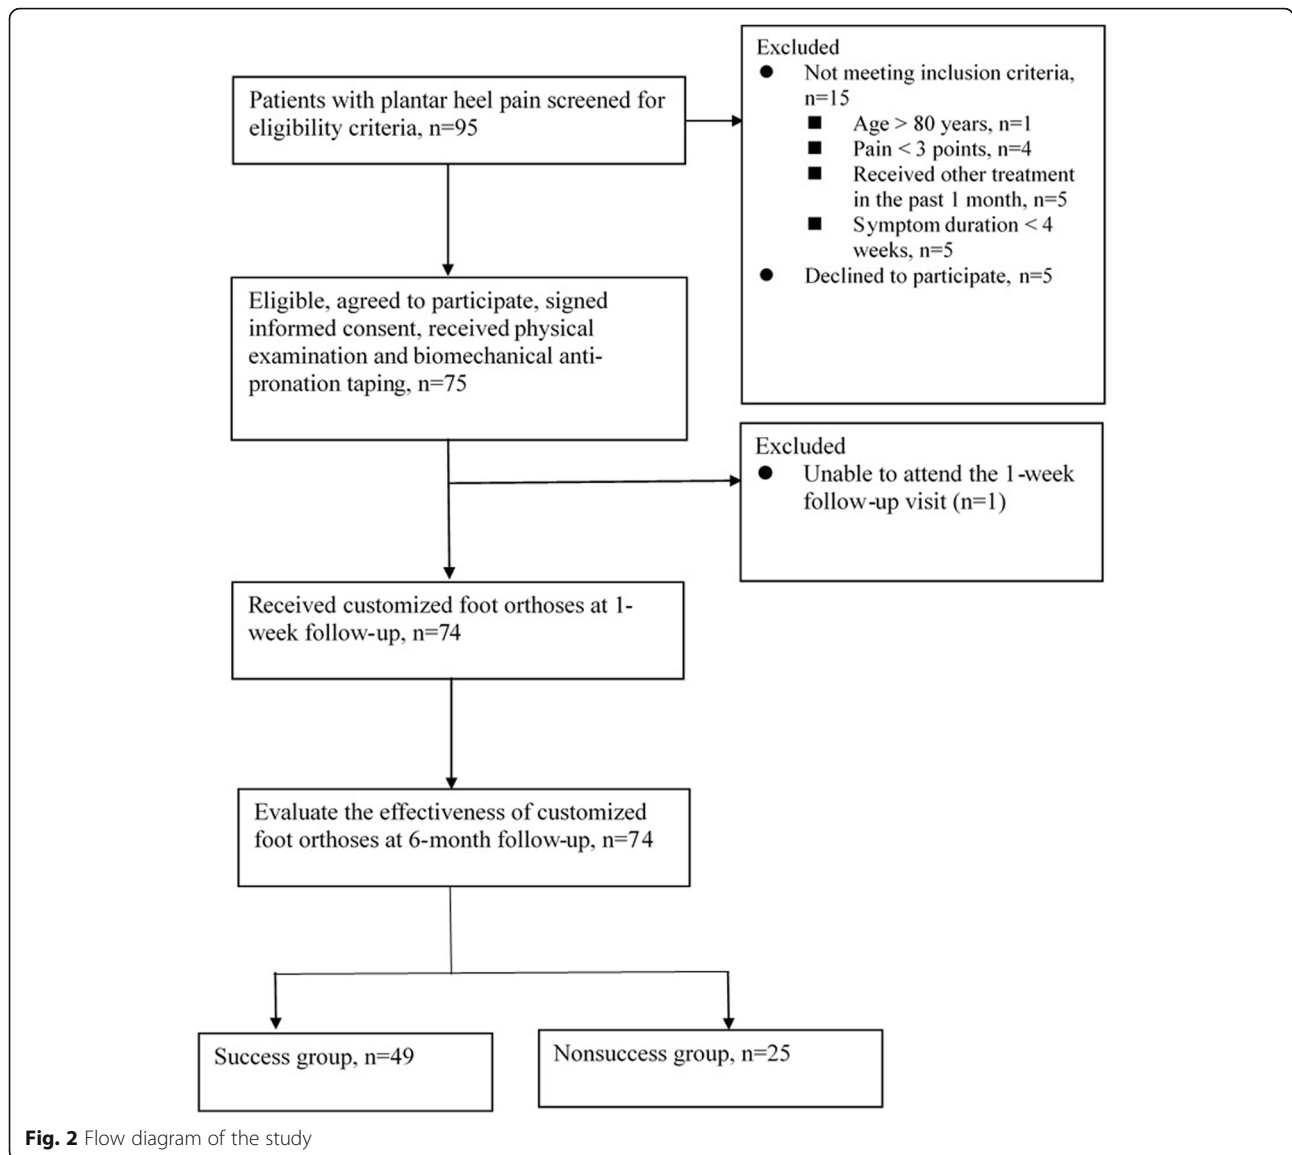 Patients with plantar heel pain screened for
eligibility criteria, n=95
Excluded
● Not meeting inclusion criteria,
n=15
■ Age > 80 years, n=1
■ Pain < 3 points, n=4
■ Received other treatment
in the past 1 month, n=5
■ Symptom duration < 4
weeks, n=5
● Declined to participate, n=5
Eligible, agreed to participate, signed
informed consent, received physical
examination and biomechanical anti-
pronation taping, n=75
Excluded
● Unable to attend the 1-week
follow-up visit (n=1)
Received customized foot orthoses at 1-
week follow-up, n=74
Evaluate the effectiveness of customized
foot orthoses at 6-month follow-up, n=74
Success group, n=49
Nonsuccess group, n=25
Fig. 2 Flow diagram of the study